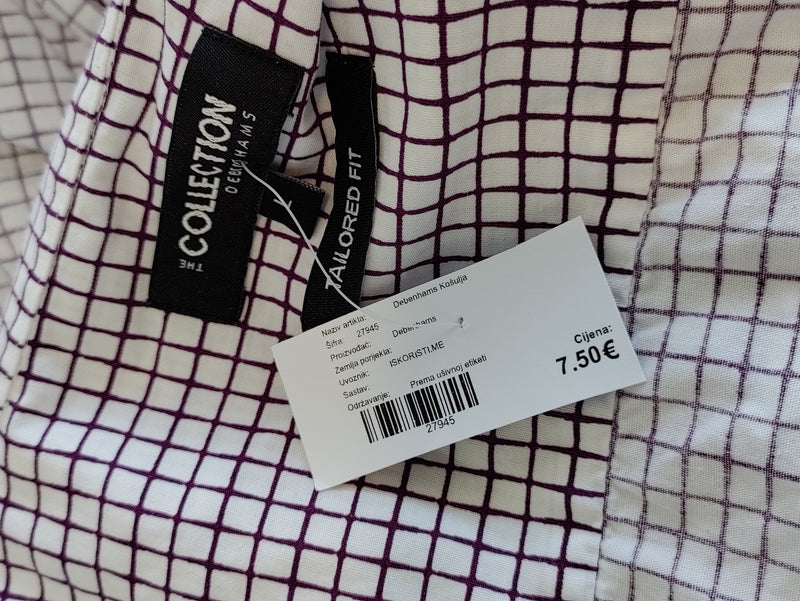 THE
COLLECTION
DEBENHAMS
L
TAILORED FIT
Naziv artikla: Debenhams Košulja
Šifra: 27945
Proizvođač: Debenhams
Zemlja porijekla:
Uvoznik: ISKORISTI.ME
Sastav:
Održavanje: Prema ušivnoj etiketi
27945
Cijena:
7.50€